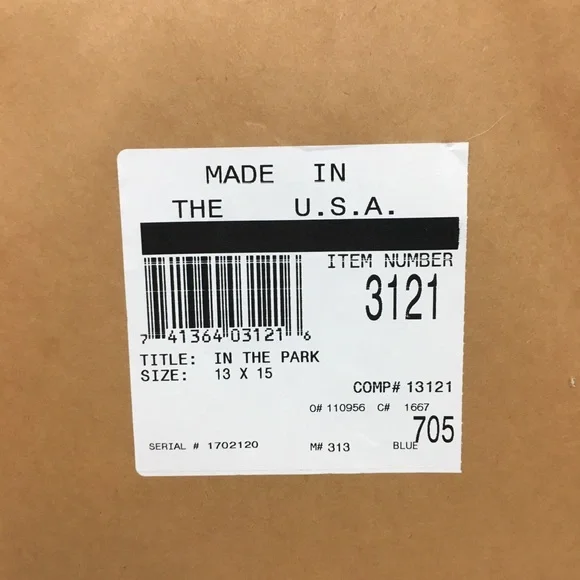 MADE IN
THE U.S.A.
ITEM NUMBER
3121
7 41364 03121 6
TITLE: IN THE PARK
SIZE: 13 X 15
COMP# 13121
O# 110956 C# 1667
705
SERIAL # 1702120 M# 313 BLUE